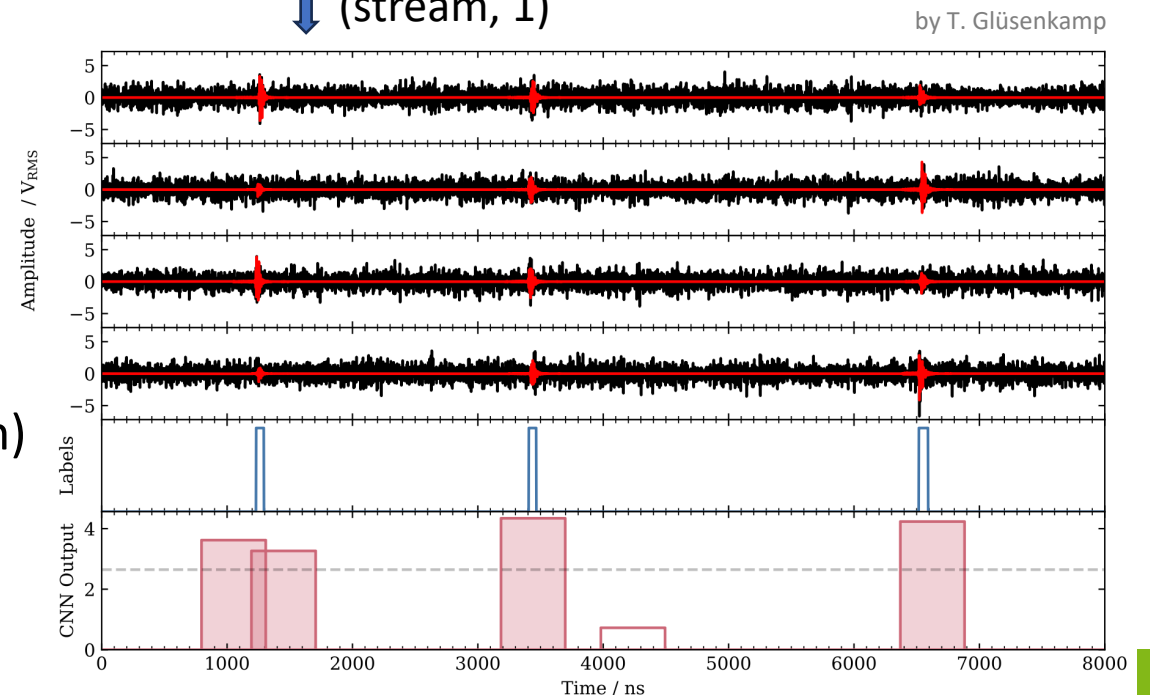 (stream, 1)
by T. Glüsenkamp
5
0
−5
5
0
−5
5
0
−5
5
0
−5
Amplitude / V_RMS
n)
Labels
4
2
0
CNN Output
0 1000 2000 3000 4000 5000 6000 7000 8000
Time / ns